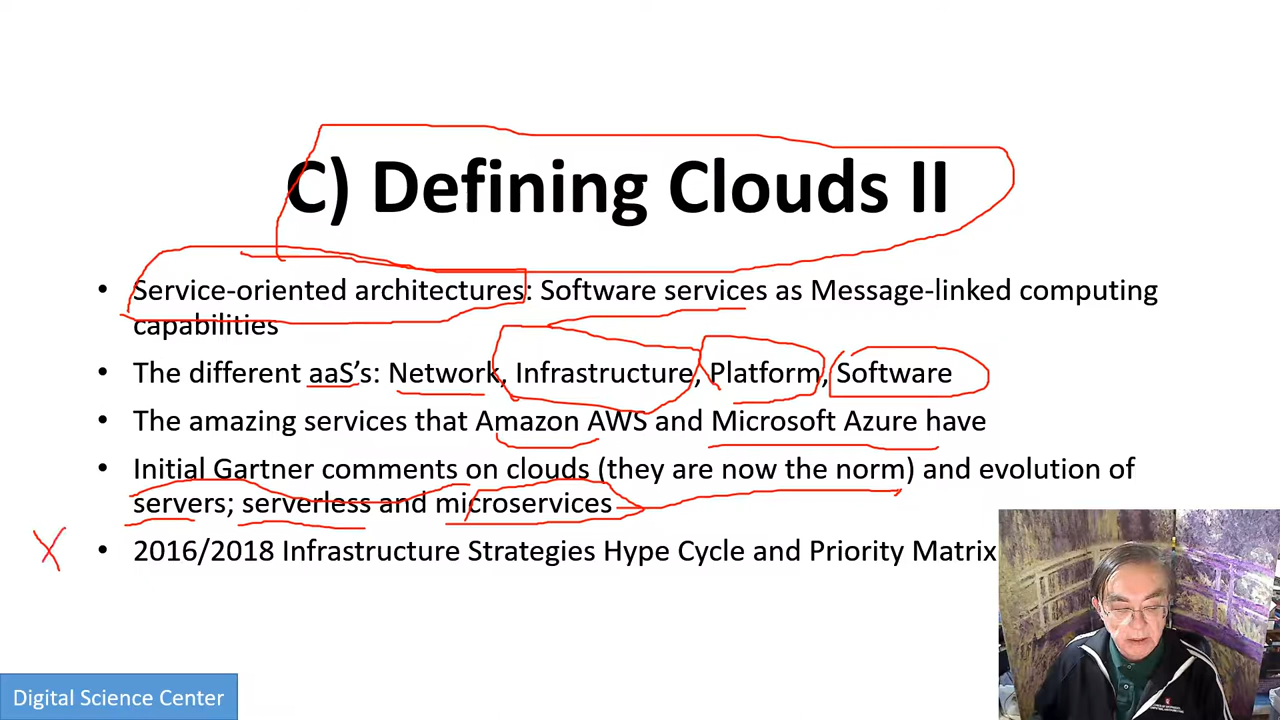 C) Defining Clouds II
• Service-oriented architectures: Software services as Message-linked computing
capabilities
• The different aaS's: Network, Infrastructure, Platform, Software
• The amazing services that Amazon AWS and Microsoft Azure have
• Initial Gartner comments on clouds (they are now the norm) and evolution of
servers; serverless and microservices
• 2016/2018 Infrastructure Strategies Hype Cycle and Priority Matrix
Digital Science Center